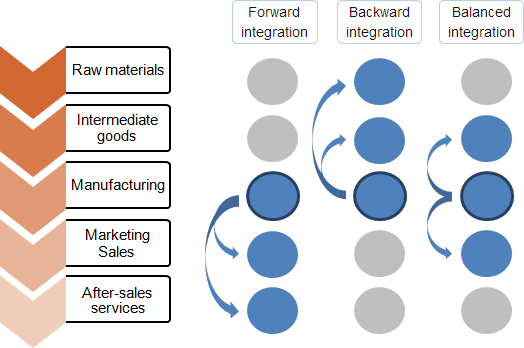 Forward
integration
Backward
integration
Balanced
integration
Raw materials
Intermediate
goods
Manufacturing
Marketing
Sales
After-sales
services